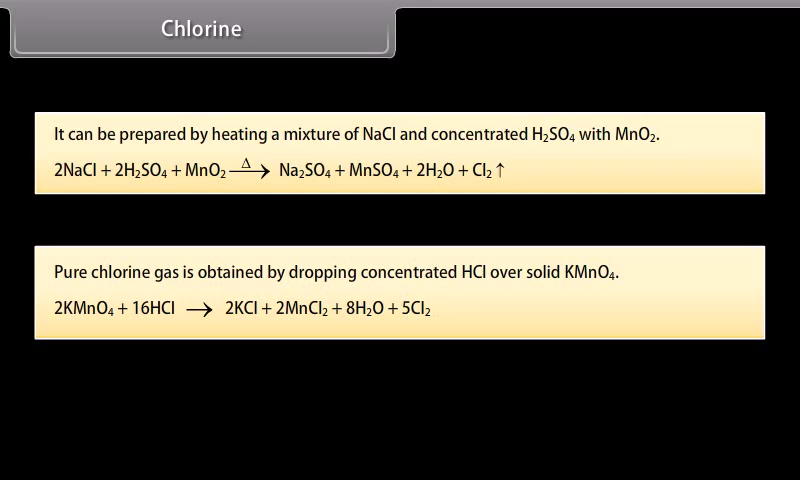 Chlorine
It can be prepared by heating a mixture of NaCl and concentrated H₂SO₄ with MnO₂.
2NaCl + 2H₂SO₄ + MnO₂ —Δ→ Na₂SO₄ + MnSO₄ + 2H₂O + Cl₂ ↑
Pure chlorine gas is obtained by dropping concentrated HCl over solid KMnO₄.
2KMnO₄ + 16HCl → 2KCl + 2MnCl₂ + 8H₂O + 5Cl₂